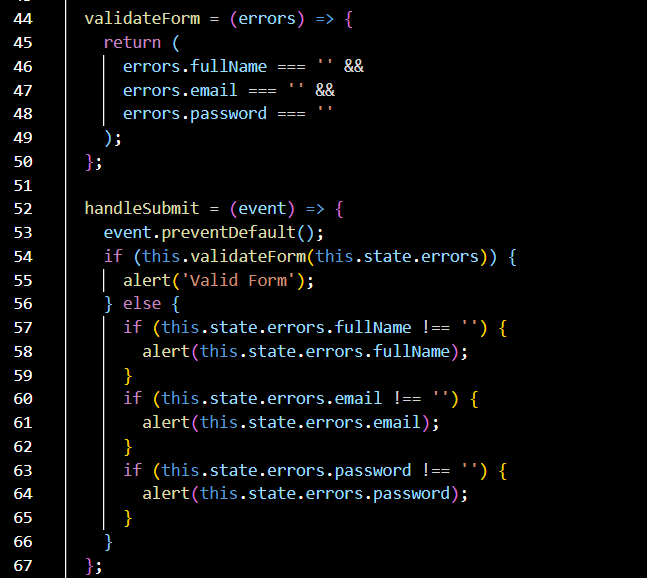 44 validateForm = (errors) => {
45 return (
46 errors.fullName === '' &&
47 errors.email === '' &&
48 errors.password === ''
49 );
50 };
51
52 handleSubmit = (event) => {
53 event.preventDefault();
54 if (this.validateForm(this.state.errors)) {
55 alert('Valid Form');
56 } else {
57 if (this.state.errors.fullName !== '') {
58 alert(this.state.errors.fullName);
59 }
60 if (this.state.errors.email !== '') {
61 alert(this.state.errors.email);
62 }
63 if (this.state.errors.password !== '') {
64 alert(this.state.errors.password);
65 }
66 }
67 };